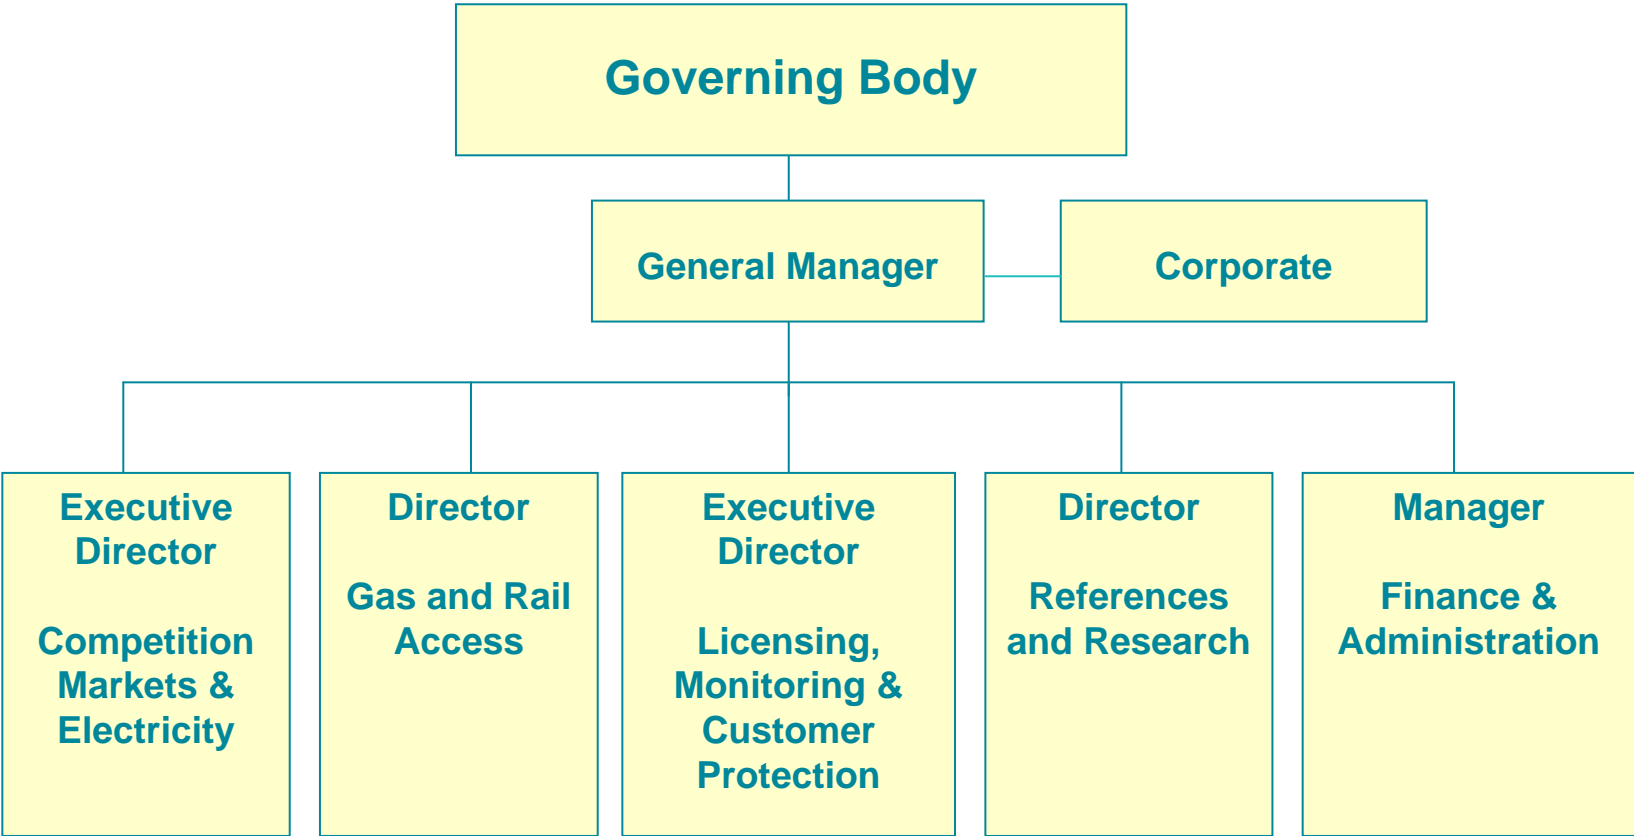 Governing Body
General Manager
Corporate
Executive
Director
Competition
Markets &
Electricity
Director
Gas and Rail
Access
Executive
Director
Licensing,
Monitoring &
Customer
Protection
Director
References
and Research
Manager
Finance &
Administration